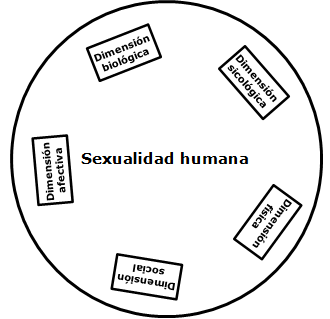 Dimensión
biológica
Dimensión
sicológica
Sexualidad humana
Dimensión
afectiva
Dimensión
física
Dimensión
social